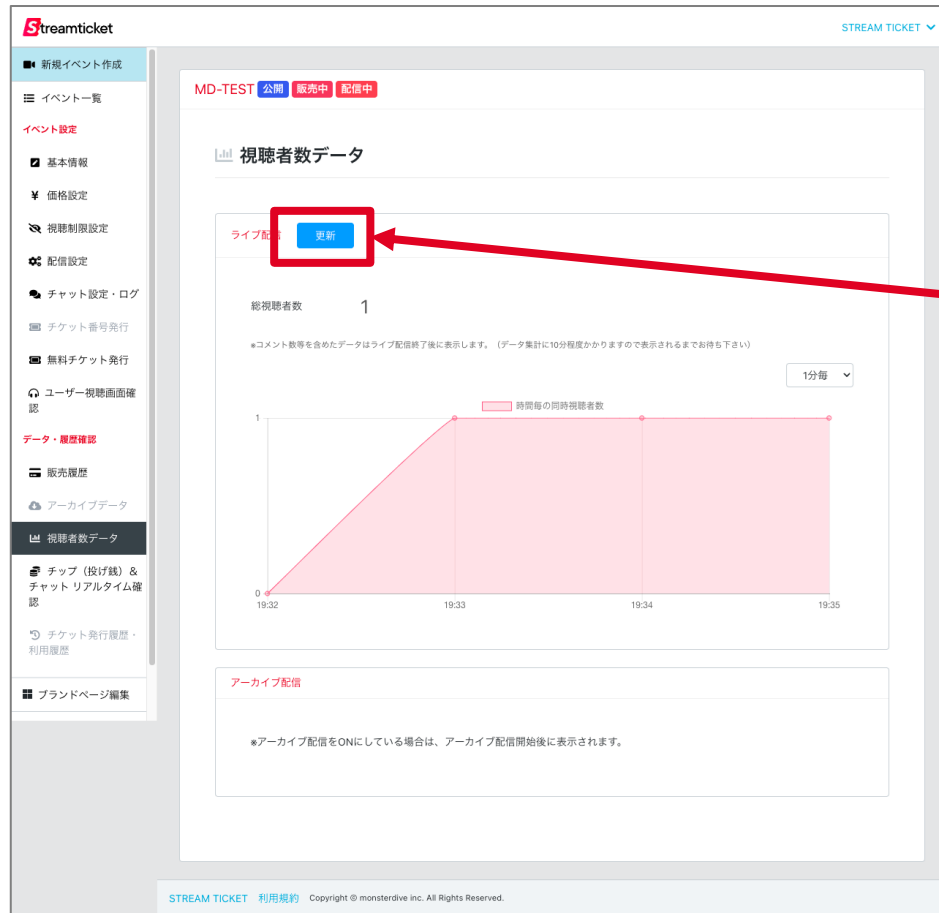 Streamticket
STREAM TICKET
新規イベント作成
イベント一覧
イベント設定
基本情報
価格設定
視聴制限設定
配信設定
チャット設定・ログ
チケット番号発行
無料チケット発行
ユーザー視聴画面確
認
データ・履歴確認
販売履歴
アーカイブデータ
視聴者数データ
チップ（投げ銭）&
チャット リアルタイム確
認
チケット発行履歴・
利用履歴
ブランドページ編集
MD-TEST 公開 販売中 配信中
視聴者数データ
ライブ配信 更新
総視聴者数 1
※コメント数等を含めたデータはライブ配信終了後に表示します。（データ集計に10分程度かかりますので表示されるまでお待ち下さい）
1分毎
時間毎の同時視聴者数
1
0
19:32 19:33 19:34 19:35
アーカイブ配信
※アーカイブ配信をONにしている場合は、アーカイブ配信開始後に表示されます。
STREAM TICKET 利用規約 Copyright © monsterdive inc. All Rights Reserved.